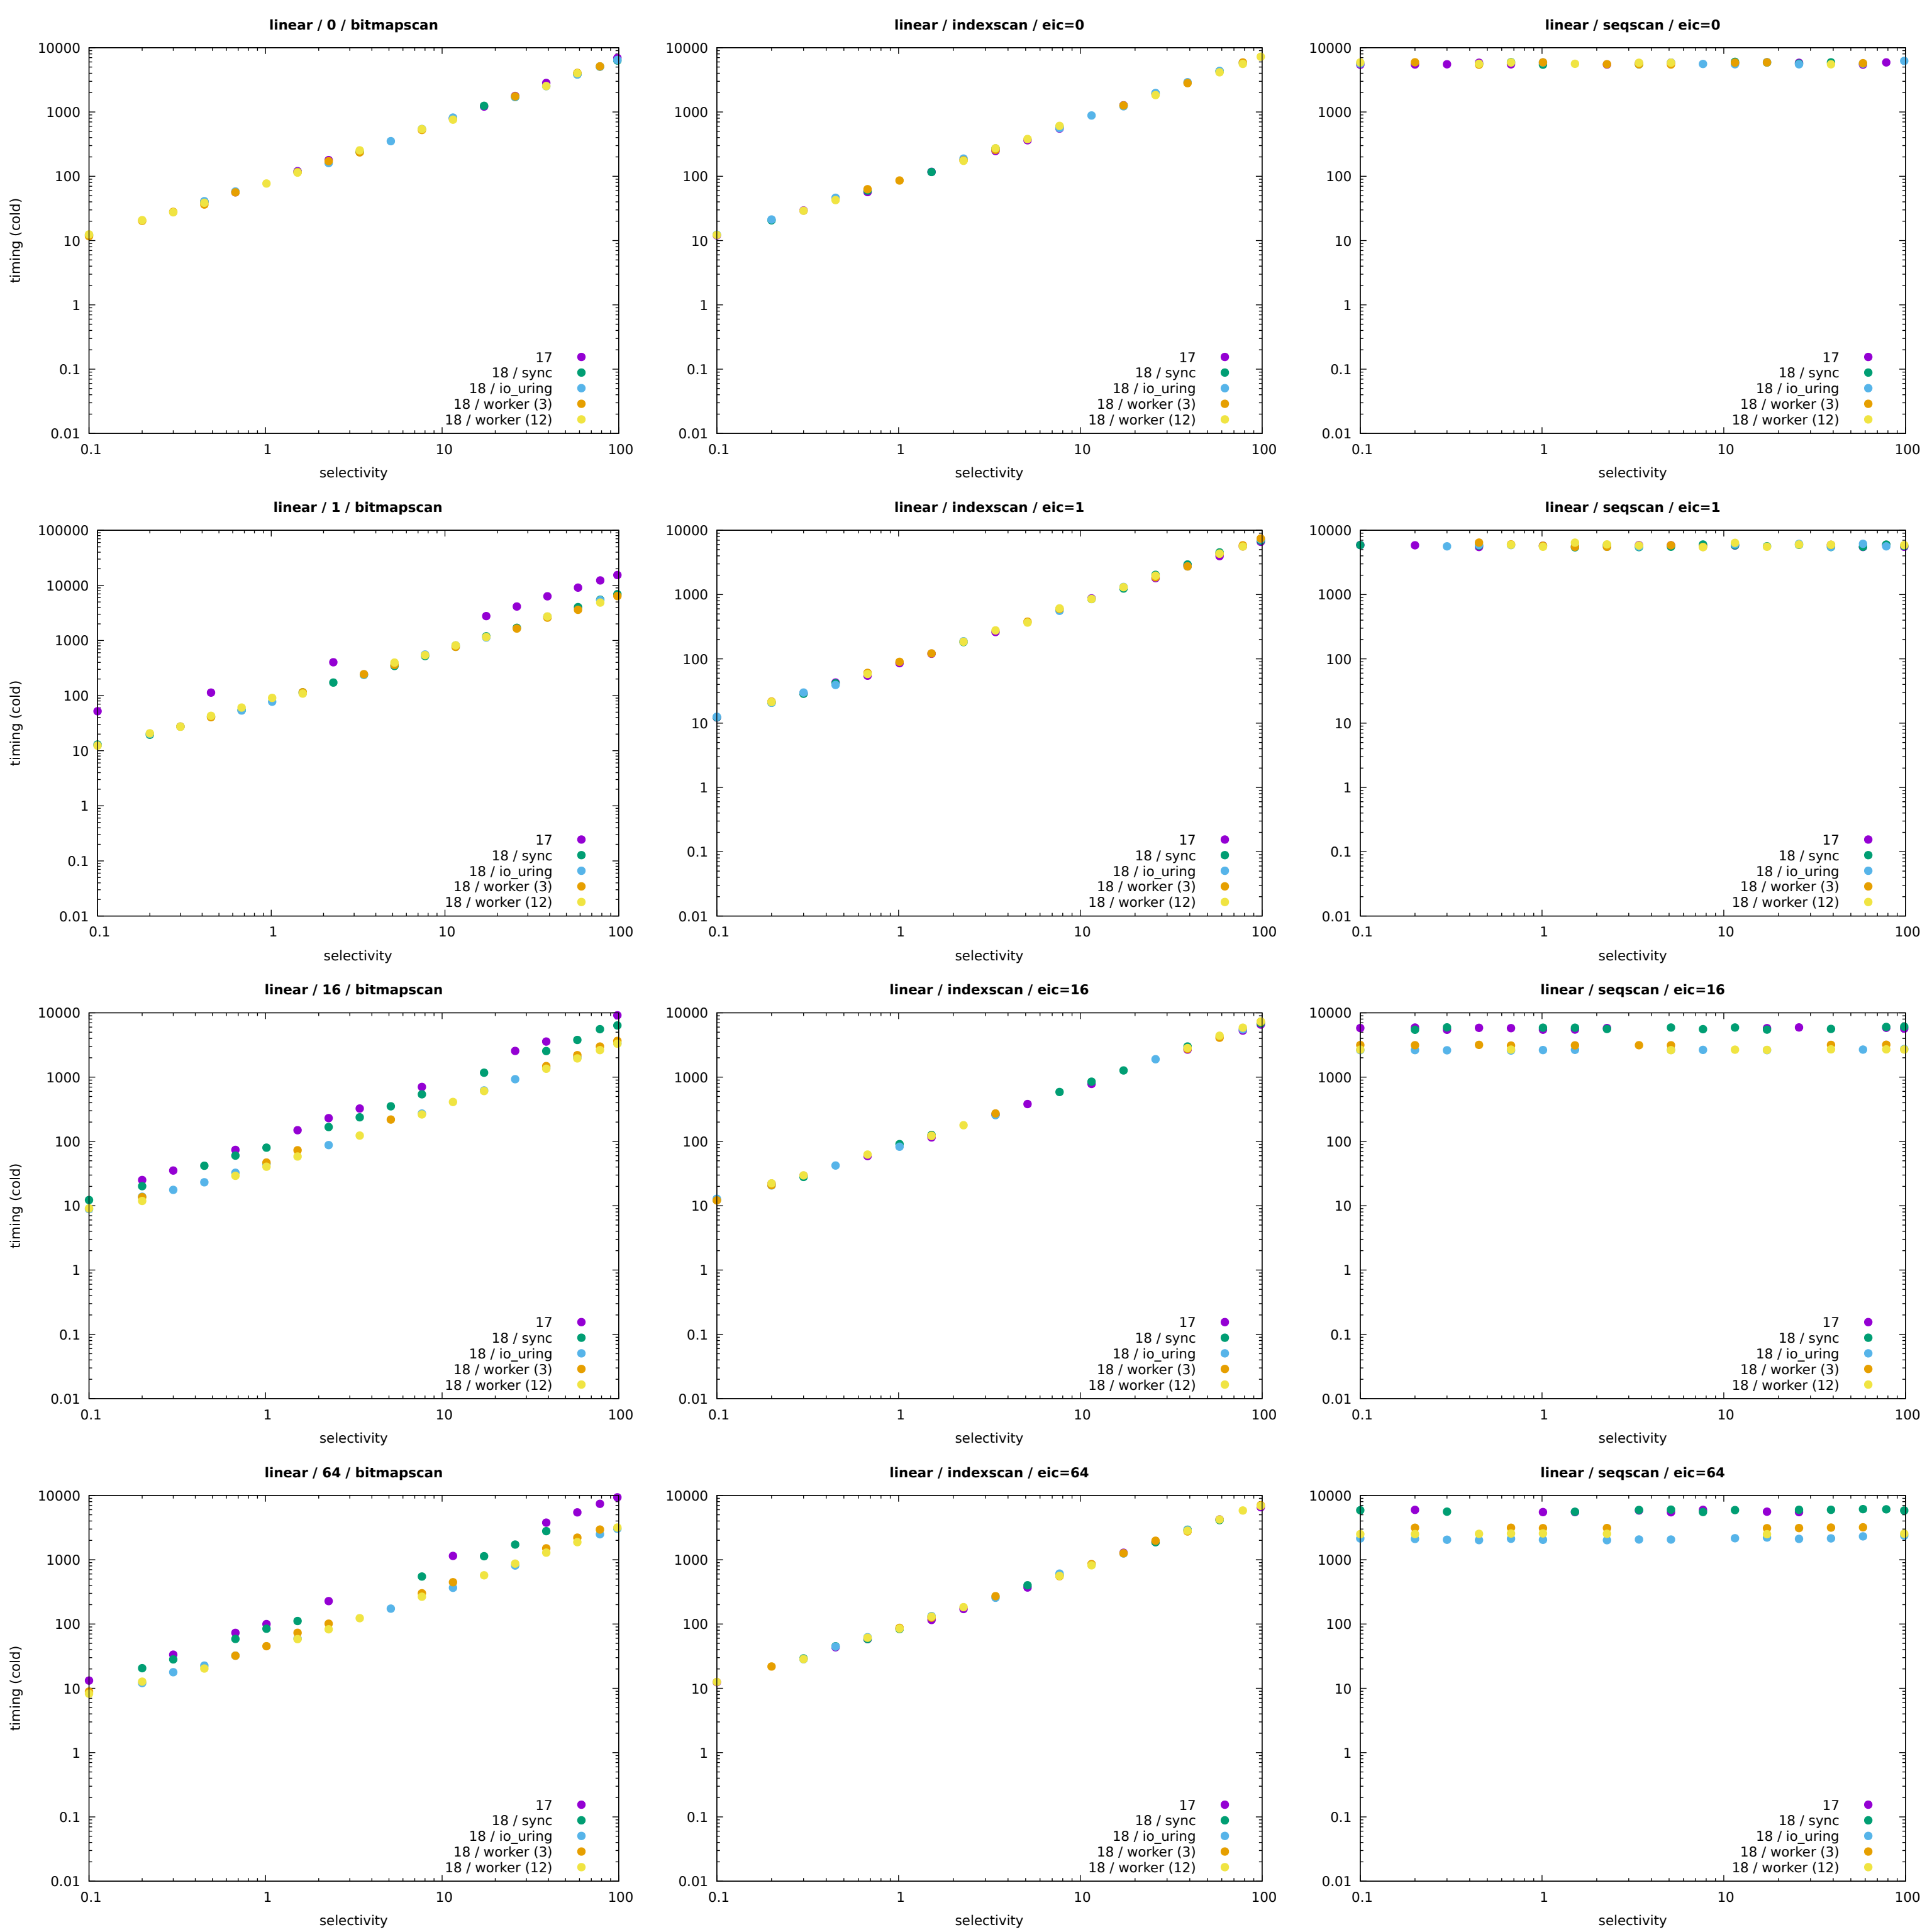 linear / 0 / bitmapscan
10000
1000
100
10
1
0.1
0.01
timing (cold)
17
18 / sync
18 / io_uring
18 / worker (3)
18 / worker (12)
0.1 1 10 100
selectivity
linear / indexscan / eic=0
10000
1000
100
10
1
0.1
0.01
17
18 / sync
18 / io_uring
18 / worker (3)
18 / worker (12)
0.1 1 10 100
selectivity
linear / seqscan / eic=0
10000
1000
100
10
1
0.1
0.01
17
18 / sync
18 / io_uring
18 / worker (3)
18 / worker (12)
0.1 1 10 100
selectivity
linear / 1 / bitmapscan
100000
10000
1000
100
10
1
0.1
0.01
timing (cold)
17
18 / sync
18 / io_uring
18 / worker (3)
18 / worker (12)
0.1 1 10 100
selectivity
linear / indexscan / eic=1
10000
1000
100
10
1
0.1
0.01
17
18 / sync
18 / io_uring
18 / worker (3)
18 / worker (12)
0.1 1 10 100
selectivity
linear / seqscan / eic=1
10000
1000
100
10
1
0.1
0.01
17
18 / sync
18 / io_uring
18 / worker (3)
18 / worker (12)
0.1 1 10 100
selectivity
linear / 16 / bitmapscan
10000
1000
100
10
1
0.1
0.01
timing (cold)
17
18 / sync
18 / io_uring
18 / worker (3)
18 / worker (12)
0.1 1 10 100
selectivity
linear / indexscan / eic=16
10000
1000
100
10
1
0.1
0.01
17
18 / sync
18 / io_uring
18 / worker (3)
18 / worker (12)
0.1 1 10 100
selectivity
linear / seqscan / eic=16
10000
1000
100
10
1
0.1
0.01
17
18 / sync
18 / io_uring
18 / worker (3)
18 / worker (12)
0.1 1 10 100
selectivity
linear / 64 / bitmapscan
10000
1000
100
10
1
0.1
0.01
timing (cold)
17
18 / sync
18 / io_uring
18 / worker (3)
18 / worker (12)
0.1 1 10 100
selectivity
linear / indexscan / eic=64
10000
1000
100
10
1
0.1
0.01
17
18 / sync
18 / io_uring
18 / worker (3)
18 / worker (12)
0.1 1 10 100
selectivity
linear / seqscan / eic=64
10000
1000
100
10
1
0.1
0.01
17
18 / sync
18 / io_uring
18 / worker (3)
18 / worker (12)
0.1 1 10 100
selectivity